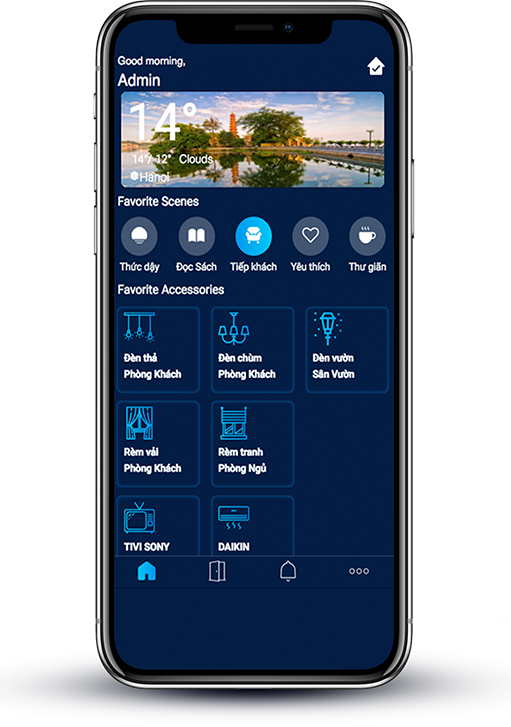 Good morning,
Admin
14°
14°/ 12° Clouds
Hanoi
Favorite Scenes
Thức dậy
Đọc Sách
Tiếp khách
Yêu thích
Thư giãn
Favorite Accessories
Đèn thả
Phòng Khách
Đèn chùm
Phòng Khách
Đèn vườn
Sân Vườn
Rèm vải
Phòng Khách
Rèm tranh
Phòng Ngủ
TIVI SONY
DAIKIN